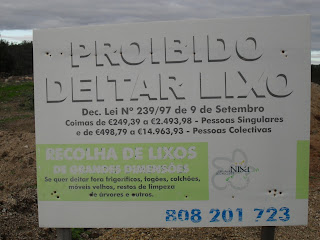 PROIBIDO
DEITAR LIXO
Dec. Lei Nº 239/97 de 9 de Setembro
Coimas de €249,39 a €2.493,98 - Pessoas Singulares
e de €498,79 a €14.963,93 - Pessoas Colectivas
RECOLHA DE LIXOS
DE GRANDES DIMENSÕES
Se quer deitar fora frigoríficos, fogões, colchões,
móveis velhos, restos de limpeza
de árvores e outros.
808 201 723